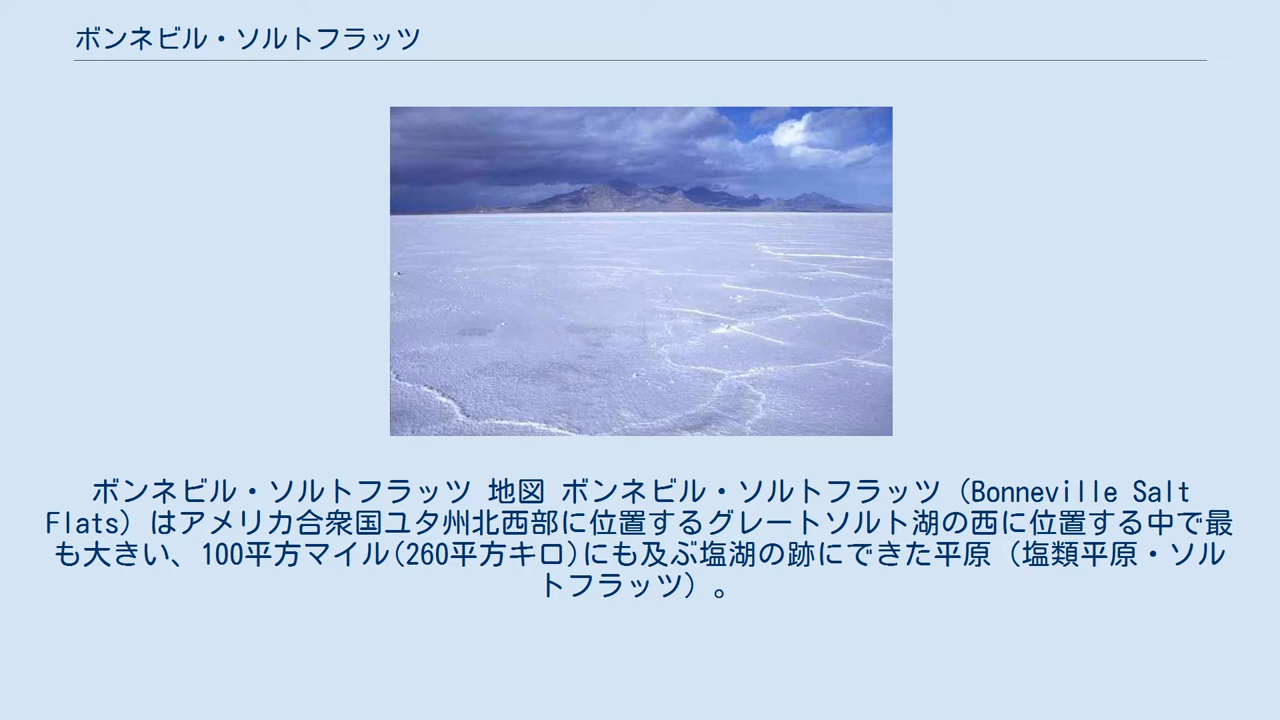 ボンネビル・ソルトフラッツ
ボンネビル・ソルトフラッツ 地図 ボンネビル・ソルトフラッツ（Bonneville Salt
Flats）はアメリカ合衆国ユタ州北西部に位置するグレートソルト湖の西に位置する中で最
も大きい、100平方マイル(260平方キロ)にも及ぶ塩湖の跡にできた平原（塩類平原・ソル
トフラッツ）。